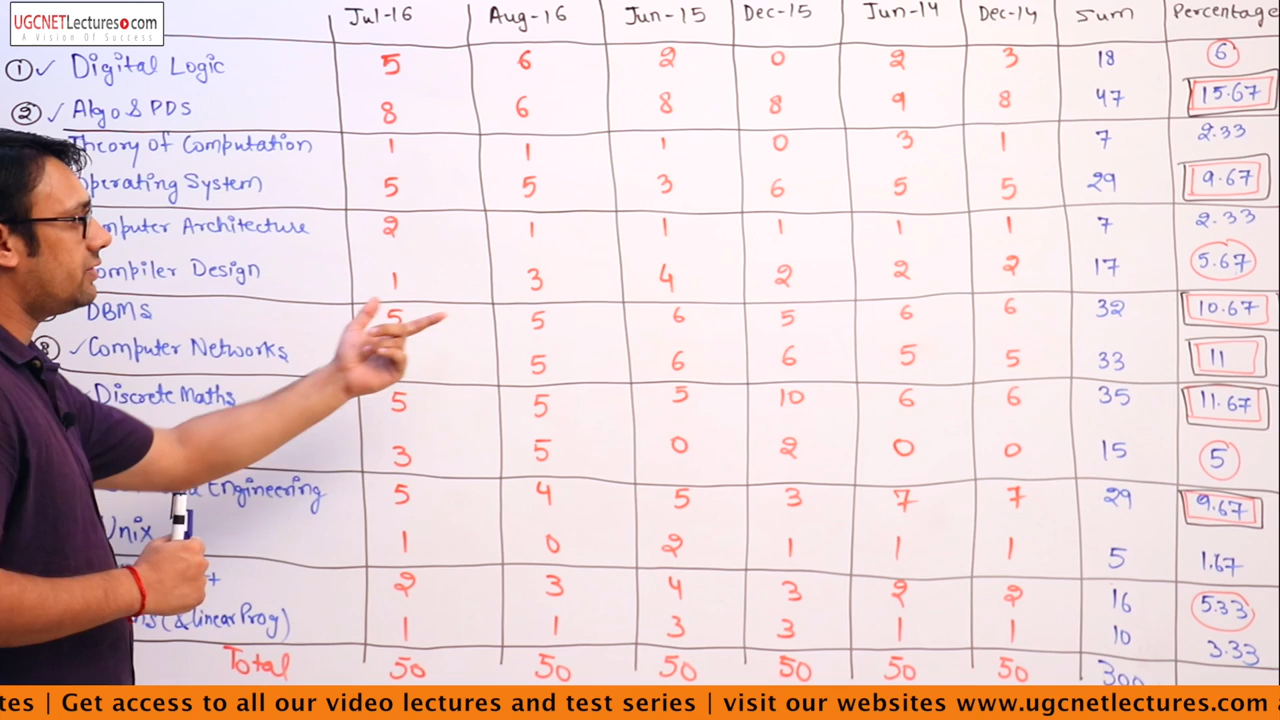 UGCNETLectures.com
A Vision Of Success
Jul-16 Aug-16 Jun-15 Dec-15 Jun-14 Dec-14 Sum Percentage
① ✓ Digital Logic 5 6 2 0 2 3 18 6
② ✓ Algo & PDS 8 6 8 8 9 8 47 15.67
Theory of Computation 1 1 1 0 3 1 7 2.33
Operating System 5 5 3 6 5 5 29 9.67
mputer Architecture 2 1 1 1 1 1 7 2.33
ompiler Design 1 3 4 2 2 2 17 5.67
DBMS 5 5 6 5 6 6 32 10.67
8 ✓ Computer Networks 5 6 6 5 5 33 11
Discrete Maths 5 5 5 10 6 6 35 11.67
3 5 0 2 0 0 15 5
Engineering 5 4 5 3 7 7 29 9.67
Unix 1 0 2 1 1 1 5 1.67
2 3 4 3 2 2 16 5.33
(& linear Prog) 1 1 3 3 1 1 10 3.33
Total 50 50 50 50 50 50 300
tes | Get access to all our video lectures and test series | visit our websites www.ugcnetlectures.com